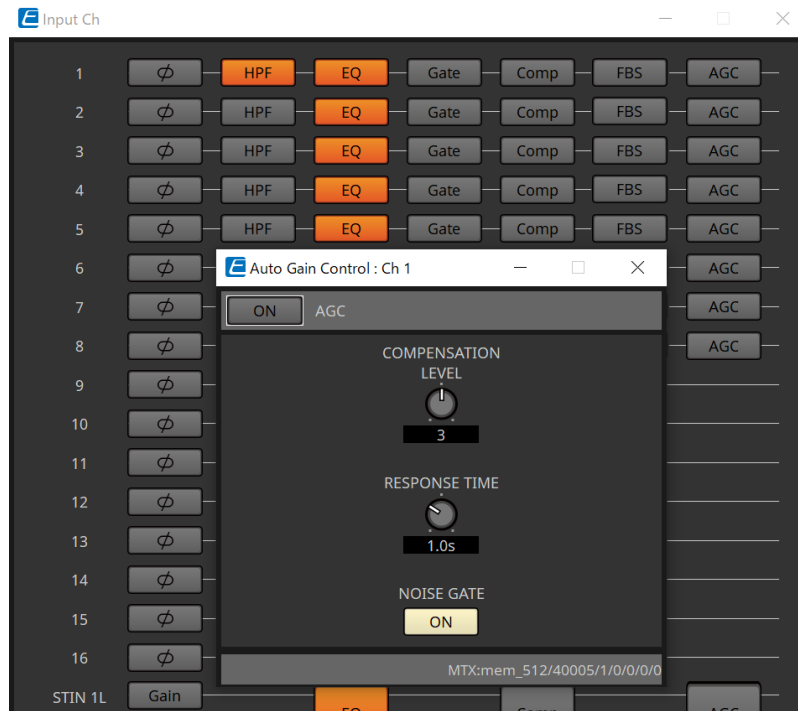 Input Ch
1 Ø HPF EQ Gate Comp FBS AGC
2 Ø HPF EQ Gate Comp FBS AGC
3 Ø HPF EQ Gate Comp FBS AGC
4 Ø HPF EQ Gate Comp FBS AGC
5 Ø HPF EQ Gate Comp FBS AGC
6 Ø AGC
7 Ø AGC
8 Ø AGC
9 Ø
10 Ø
11 Ø
12 Ø
13 Ø
14 Ø
15 Ø
16 Ø
STIN 1L Gain EQ Comp AGC
Auto Gain Control : Ch 1
ON AGC
COMPENSATION
LEVEL
3
RESPONSE TIME
1.0s
NOISE GATE
ON
MTX:mem_512/40005/1/0/0/0/0